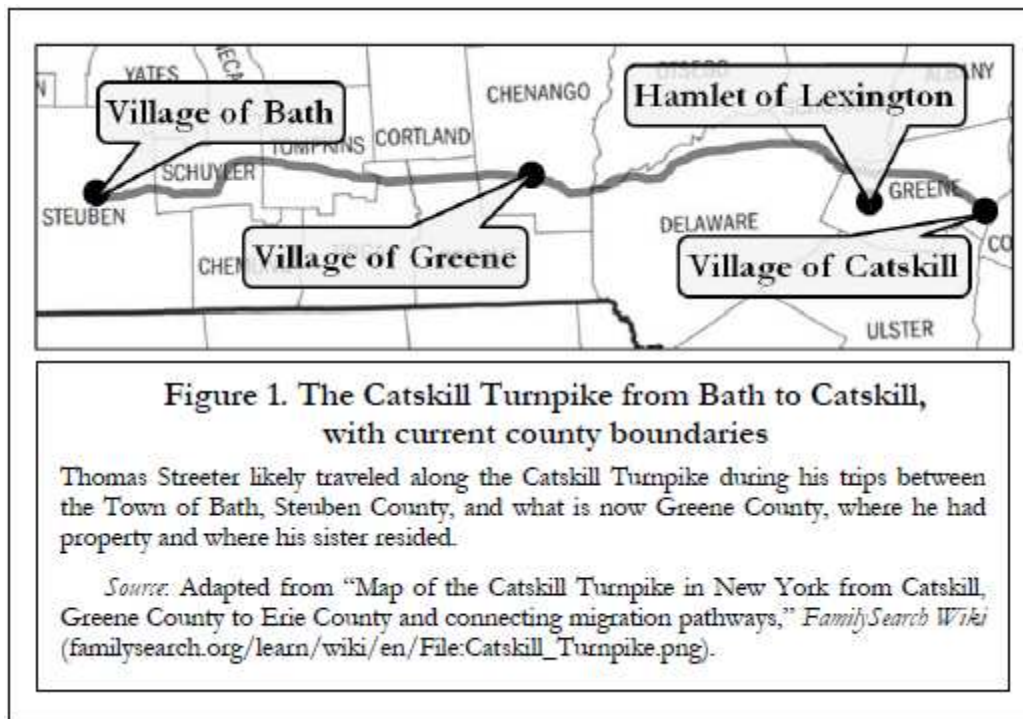 YATES
Village of Bath
CHENANGO
Hamlet of Lexington
TOMPKINS
CORTLAND
SCHUYLER
GREENE
STEUBEN
DELAWARE
Village of Greene
Village of Catskill
CO
ULSTER
Figure 1. The Catskill Turnpike from Bath to Catskill,
with current county boundaries
Thomas Streeter likely traveled along the Catskill Turnpike during his trips between
the Town of Bath, Steuben County, and what is now Greene County, where he had
property and where his sister resided.
Source: Adapted from “Map of the Catskill Turnpike in New York from Catskill,
Greene County to Erie County and connecting migration pathways,” FamilySearch Wiki
(familysearch.org/learn/wiki/en/File:Catskill_Turnpike.png).